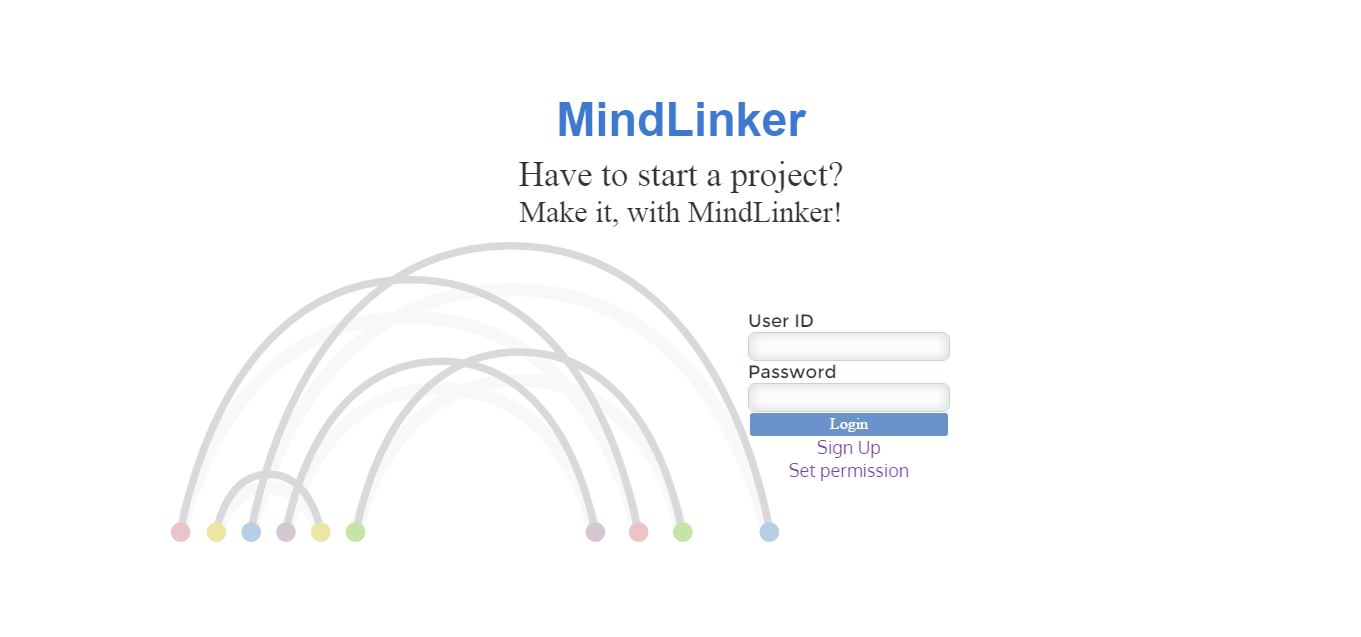 MindLinker
Have to start a project?
Make it, with MindLinker!
User ID
Password
Login
Sign Up
Set permission